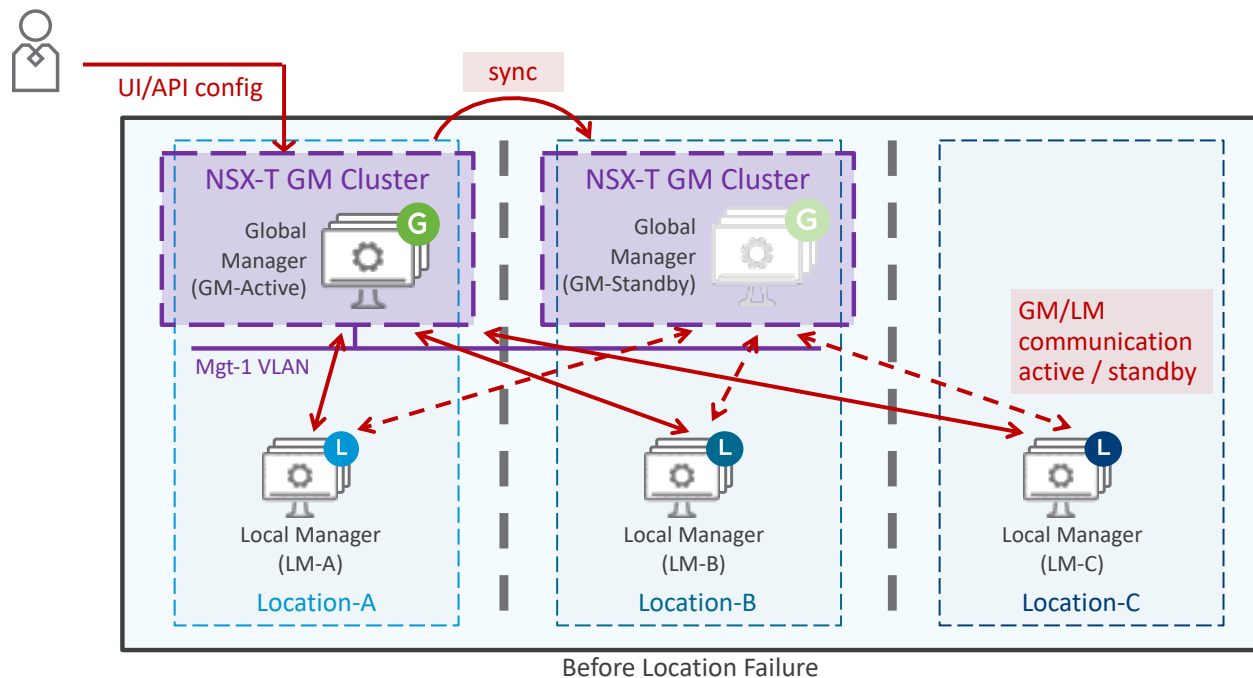 UI/API config
sync
NSX-T GM Cluster
Global
Manager
(GM-Active)
G
NSX-T GM Cluster
Global
Manager
(GM-Standby)
G
Mgt-1 VLAN
GM/LM
communication
active / standby
L
Local Manager
(LM-A)
Location-A
L
Local Manager
(LM-B)
Location-B
L
Local Manager
(LM-C)
Location-C
Before Location Failure